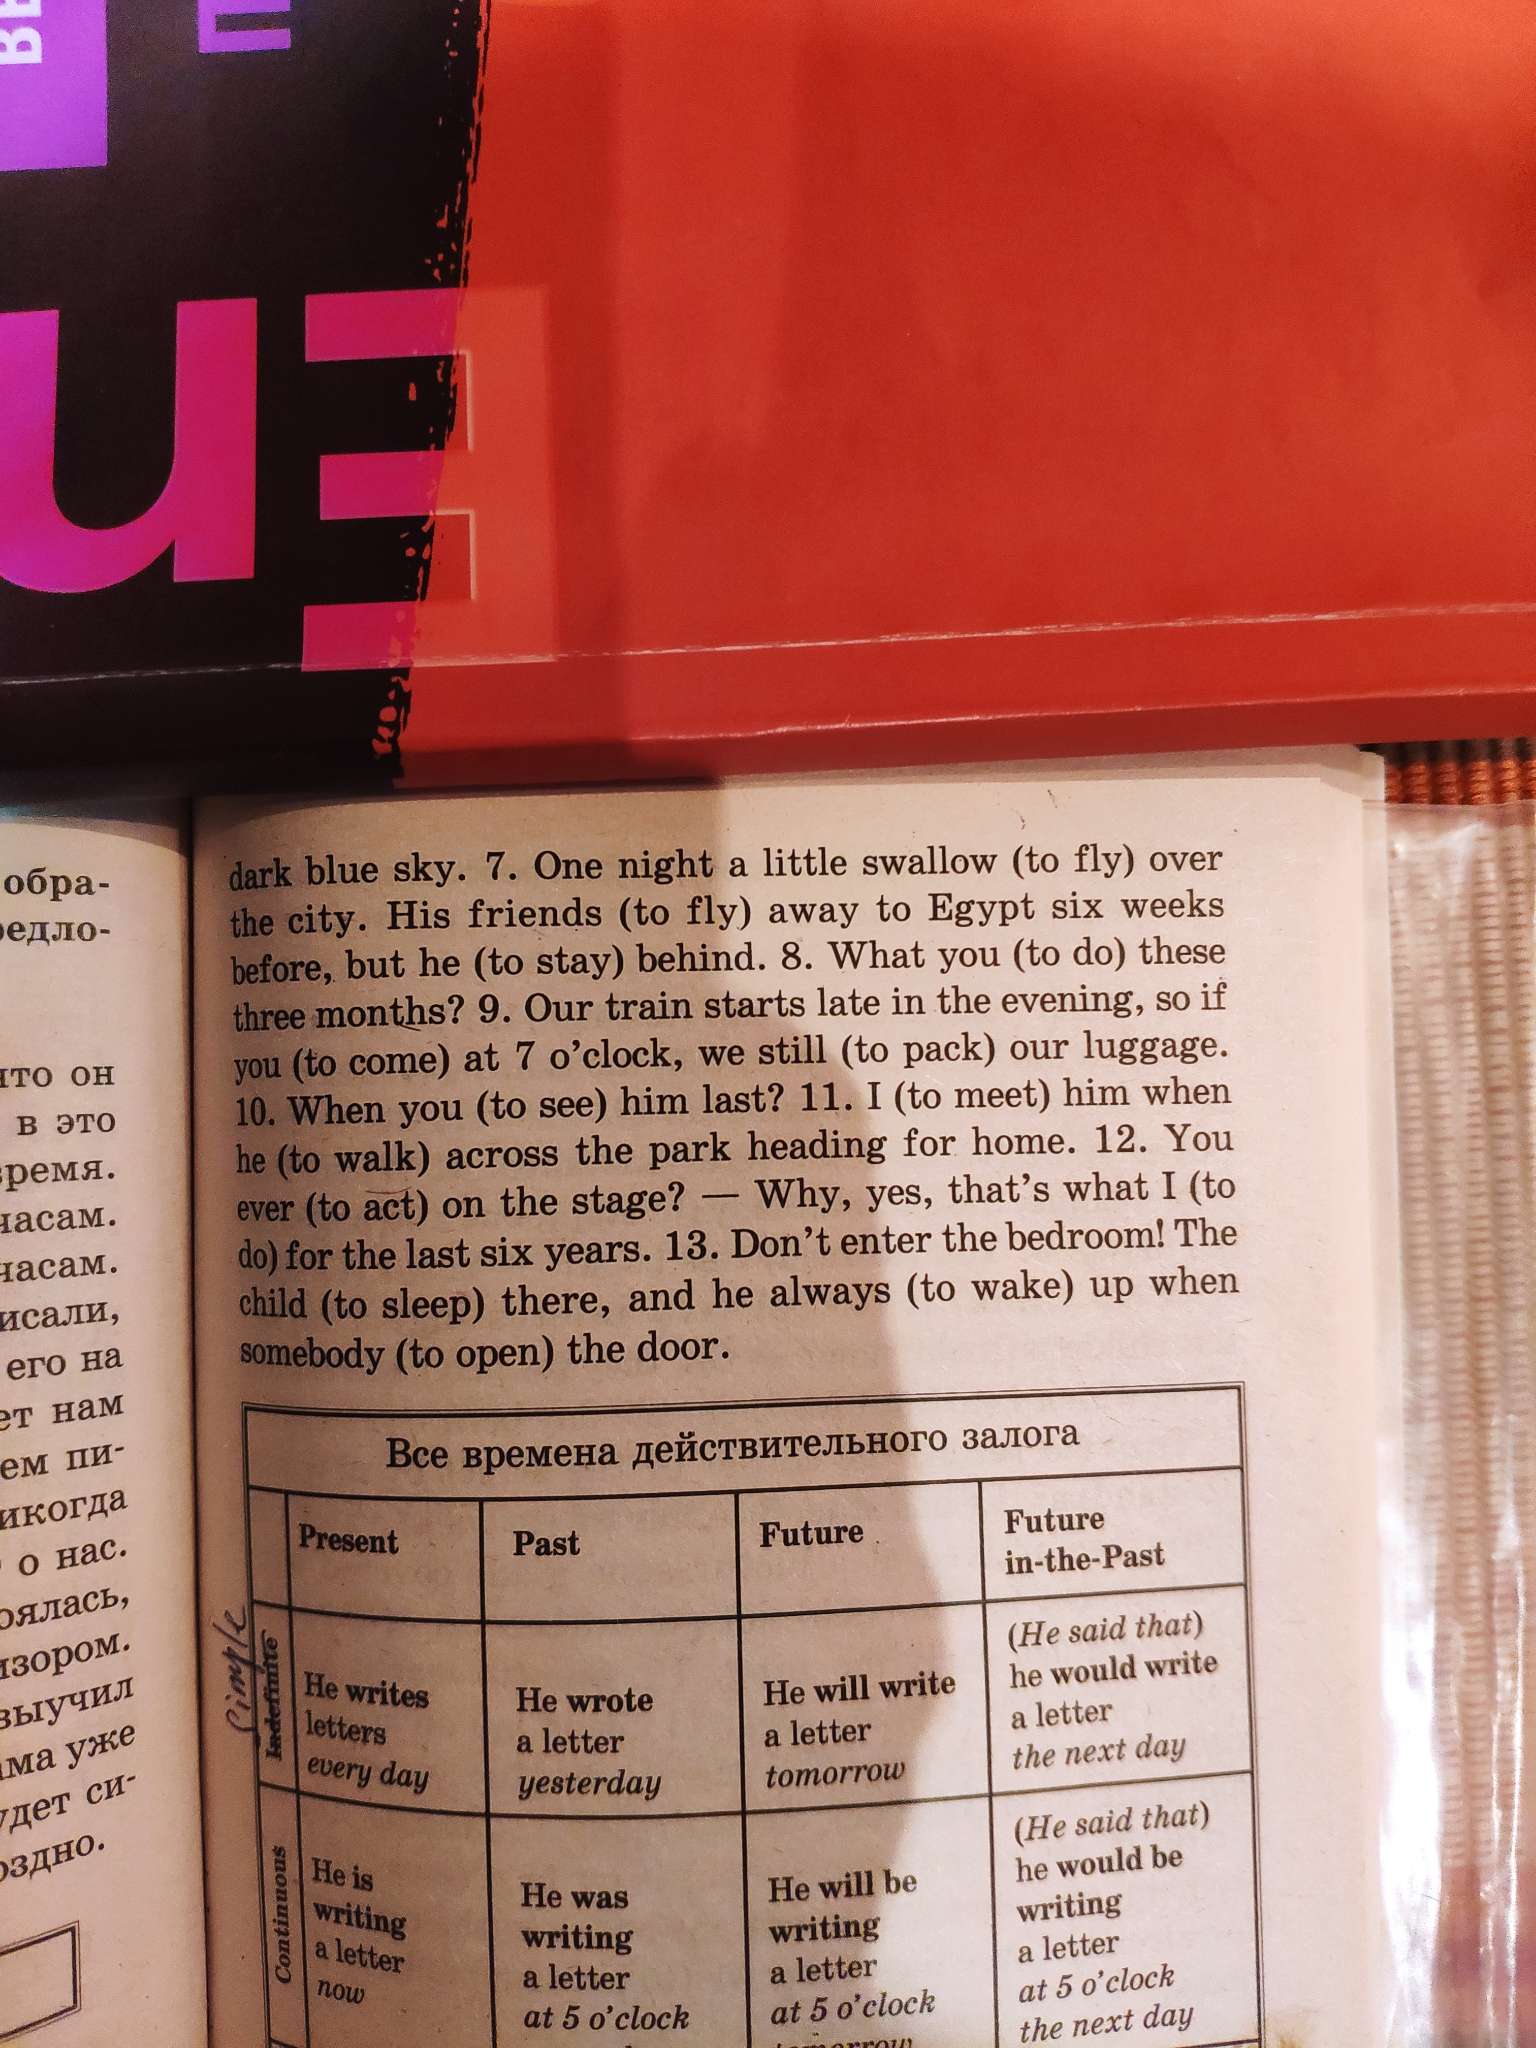 обра-
редло-
что он
в это
время.
часам.
часам.
исали,
его на
ет нам
ем пи-
икогда
о нас.
оялась,
изором.
выучил
ама уже
удет си-
оздно.
dark blue sky. 7. One night a little swallow (to fly) over
the city. His friends (to fly) away to Egypt six weeks
before, but he (to stay) behind. 8. What you (to do) these
three months? 9. Our train starts late in the evening, so if
you (to come) at 7 o'clock, we still (to pack) our luggage.
10. When you (to see) him last? 11. I (to meet) him when
he (to walk) across the park heading for home. 12. You
ever (to act) on the stage? — Why, yes, that's what I (to
do) for the last six years. 13. Don't enter the bedroom! The
child (to sleep) there, and he always (to wake) up when
somebody (to open) the door.
Все времена действительного залога
Present
Past
Future
Future
in-the-Past
Simple
Indefinite
He writes
letters
every day
He wrote
a letter
yesterday
He will write
a letter
tomorrow
(He said that)
he would write
a letter
the next day
Continuous
He is
writing
a letter
now
He was
writing
a letter
at 5 o'clock
He will be
writing
a letter
at 5 o'clock
tomorrow
(He said that)
he would be
writing
a letter
at 5 o'clock
the next day